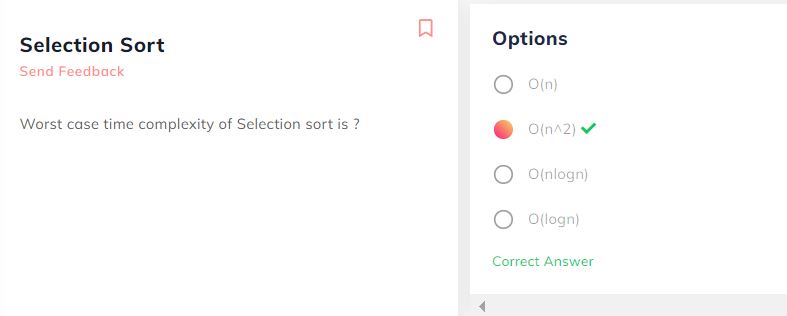 Selection Sort
Send Feedback
Worst case time complexity of Selection sort is ?
Options
O(n)
O(n^2)
O(nlogn)
O(logn)
Correct Answer